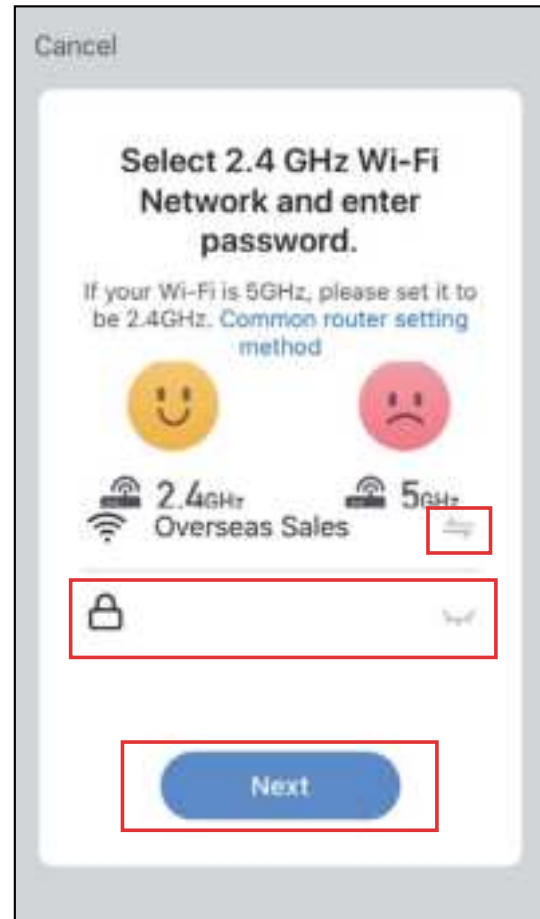 Cancel
Select 2.4 GHz Wi-Fi
Network and enter
password.
If your Wi-Fi is 5GHz, please set it to
be 2.4GHz. Common router setting
method
2.4GHz 5GHz
Overseas Sales
Next